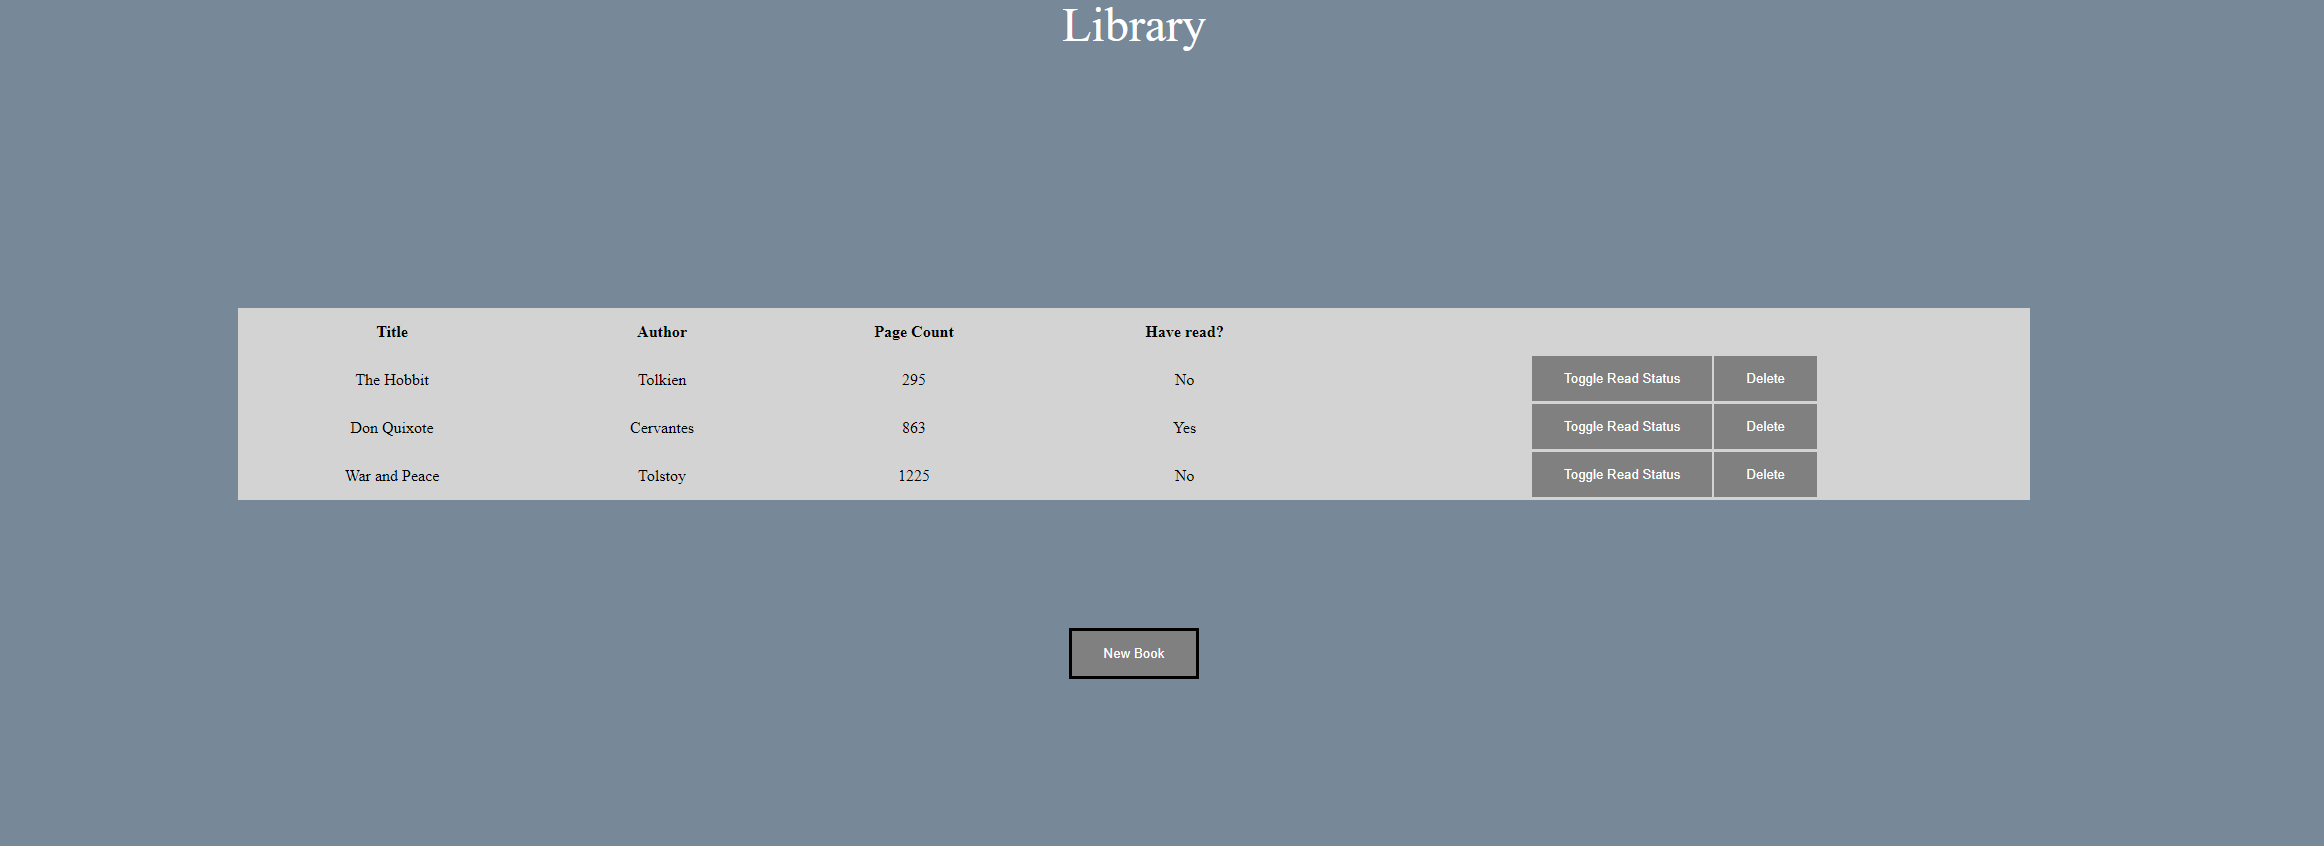 Library
Title Author Page Count Have read?
The Hobbit Tolkien 295 No Toggle Read Status Delete
Don Quixote Cervantes 863 Yes Toggle Read Status Delete
War and Peace Tolstoy 1225 No Toggle Read Status Delete
New Book